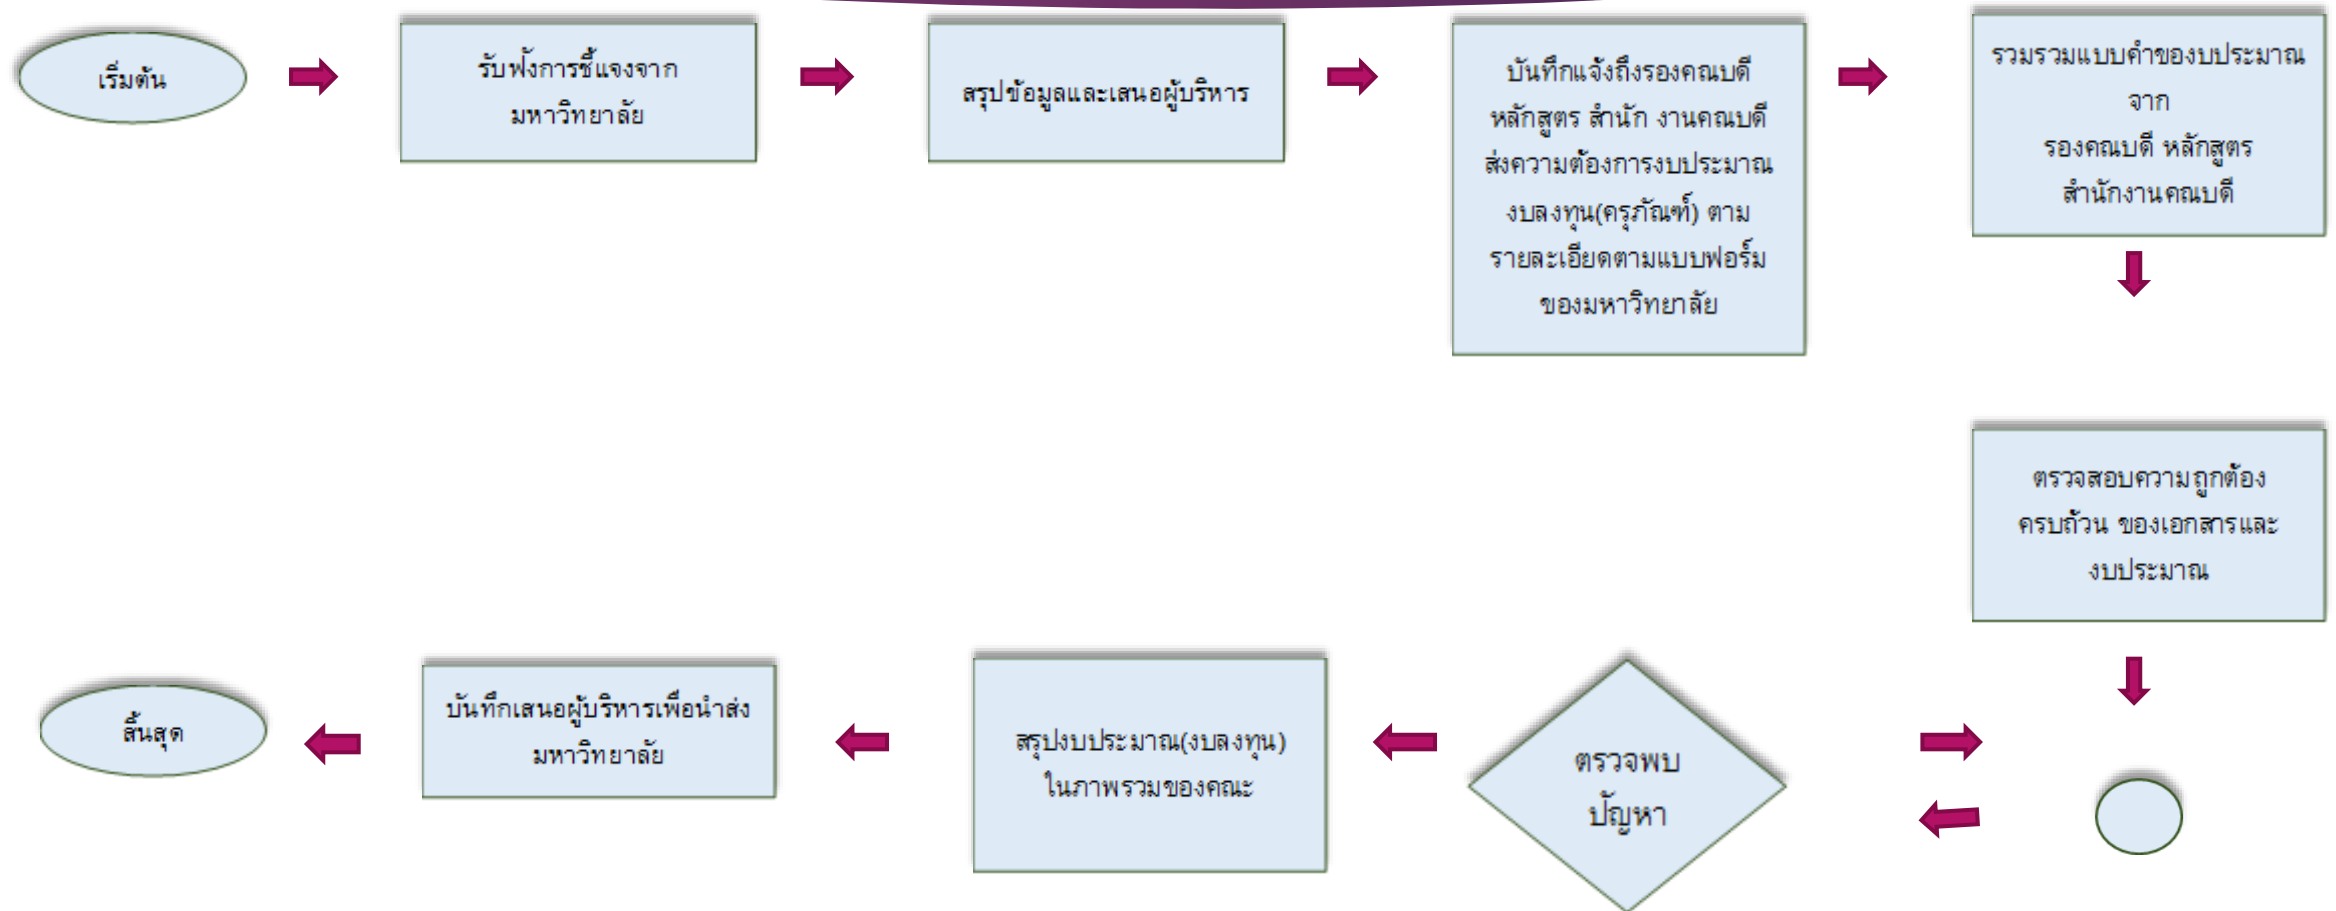 เริ่มต้น
รับฟังการชี้แจงจาก
มหาวิทยาลัย
สรุปข้อมูลและเสนอผู้บริหาร
บันทึกแจ้งถึงรองคณบดี
หลักสูตร สำนัก งานคณบดี
ส่งความต้องการงบประมาณ
งบลงทุน(ครุภัณฑ์) ตาม
รายละเอียดตามแบบฟอร์ม
ของมหาวิทยาลัย
รวมรวมแบบคำของบประมาณ
จาก
รองคณบดี หลักสูตร
สำนักงานคณบดี
ตรวจสอบความถูกต้อง
ครบถ้วน ของเอกสารและ
งบประมาณ
ตรวจพบ
ปัญหา
สรุปงบประมาณ(งบลงทุน)
ในภาพรวมของคณะ
บันทึกเสนอผู้บริหารเพื่อนำส่ง
มหาวิทยาลัย
สิ้นสุด